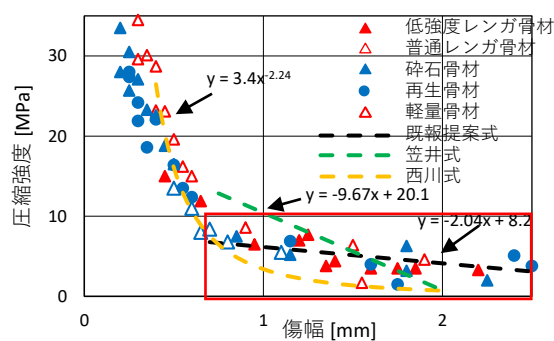 圧縮強度 [MPa]
30
20
10
0
0
1
2
傷幅 [mm]
低強度レンガ骨材
普通レンガ骨材
砕石骨材
再生骨材
軽量骨材
既報提案式
笠井式
西川式
y = 3.4x-2.24
y = -9.67x + 20.1
y = -2.04x + 8.2